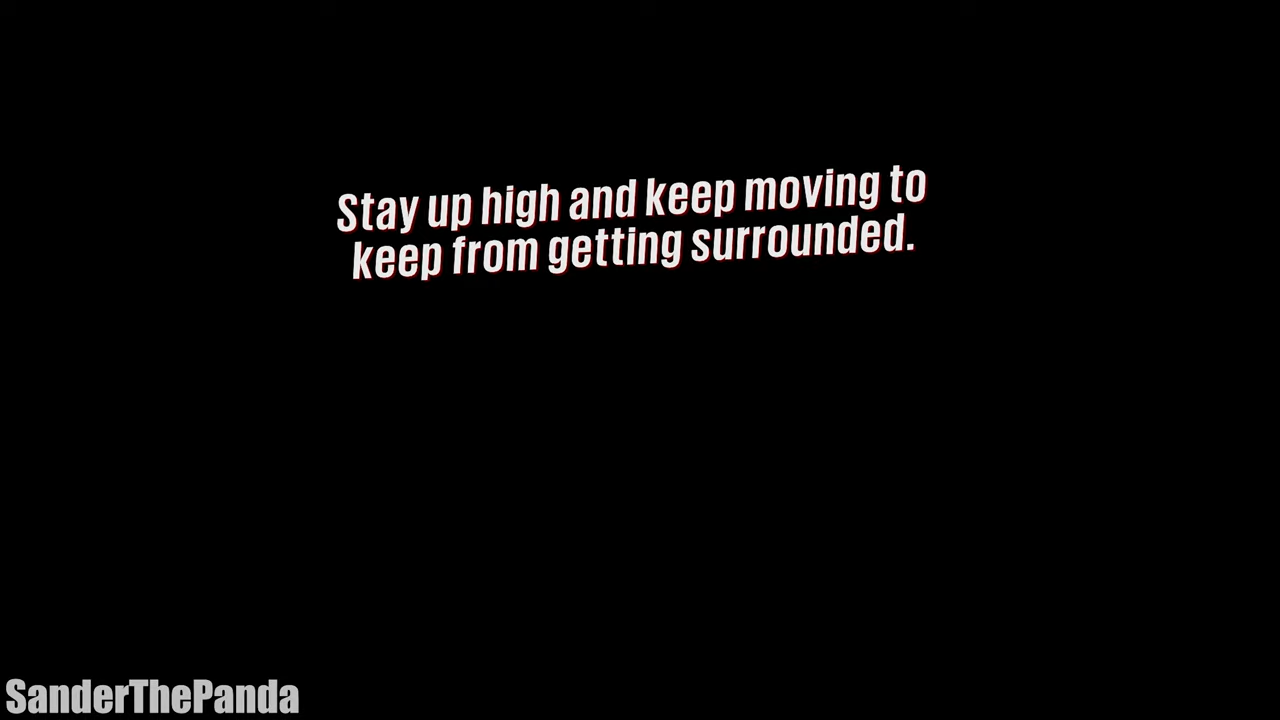 Stay up high and keep moving to
keep from getting surrounded.
SanderThePanda